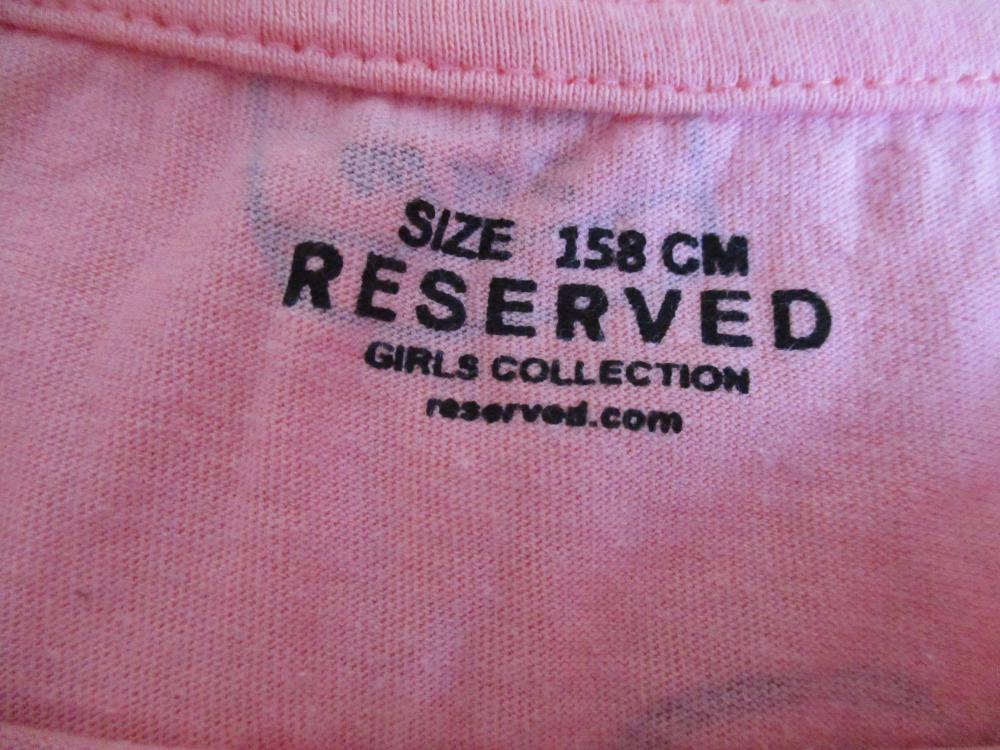 SIZE 158 CM
RESERVED
GIRLS COLLECTION
reserved.com